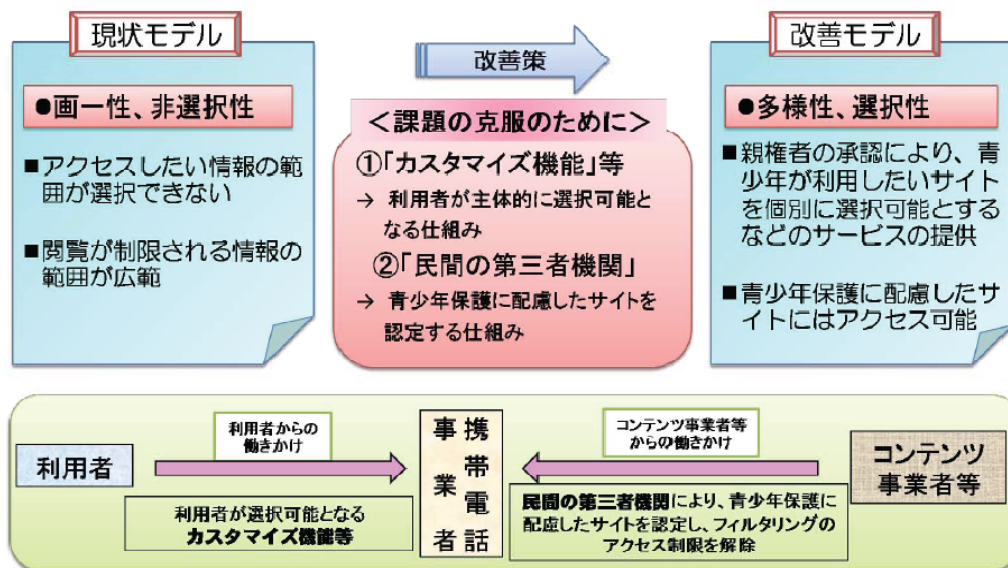 現状モデル
●画一性、非選択性
■アクセスしたい情報の範
囲が選択できない
■閲覧が制限される情報の
範囲が広範
改善策
＜課題の克服のために＞
①「カスタマイズ機能」等
→ 利用者が主体的に選択可能と
なる仕組み
②「民間の第三者機関」
→ 青少年保護に配慮したサイトを
認定する仕組み
改善モデル
●多様性、選択性
■親権者の承認により、青
少年が利用したいサイト
を個別に選択可能とする
などのサービスの提供
■青少年保護に配慮したサ
イトにはアクセス可能
利用者
利用者からの
働きかけ
利用者が選択可能となる
カスタマイズ機能等
携帯電話
事業者
コンテンツ事業者等
からの働きかけ
民間の第三者機関により、青少年保護に
配慮したサイトを認定し、フィルタリングの
アクセス制限を解除
コンテンツ
事業者等